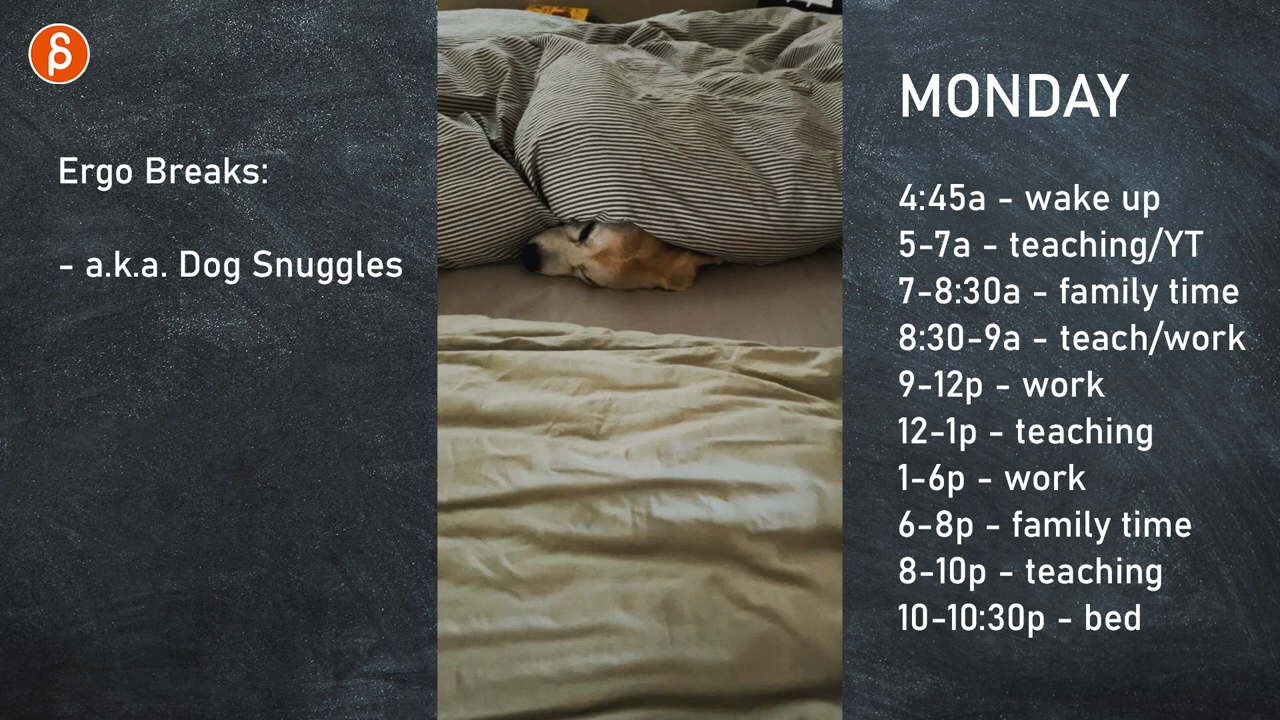 Ergo Breaks:
- a.k.a. Dog Snuggles
MONDAY
4:45a - wake up
5-7a - teaching/YT
7-8:30a - family time
8:30-9a - teach/work
9-12p - work
12-1p - teaching
1-6p - work
6-8p - family time
8-10p - teaching
10-10:30p - bed